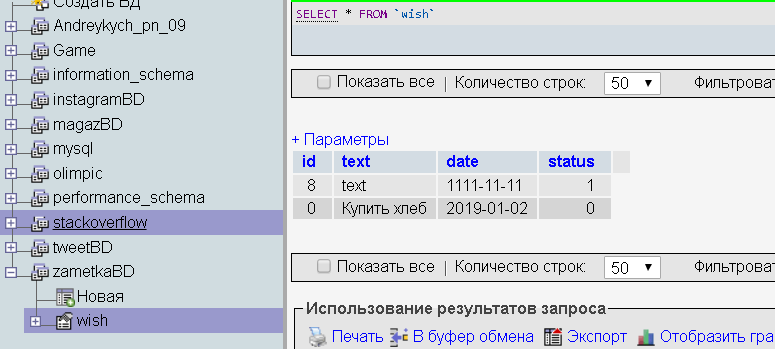 Создать БД
Andreykych_pn_09
Game
information_schema
instagramBD
magazBD
mysql
olimpic
performance_schema
stackoverflow
tweetBD
zametkaBD
Новая
wish
SELECT * FROM `wish`
Показать все | Количество строк: 50 Фильтроват
+ Параметры
id text date status
8 text 1111-11-11 1
0 Купить хлеб 2019-01-02 0
Показать все | Количество строк: 50 Фильтроват
Использование результатов запроса
Печать В буфер обмена Экспорт Отобразить гра